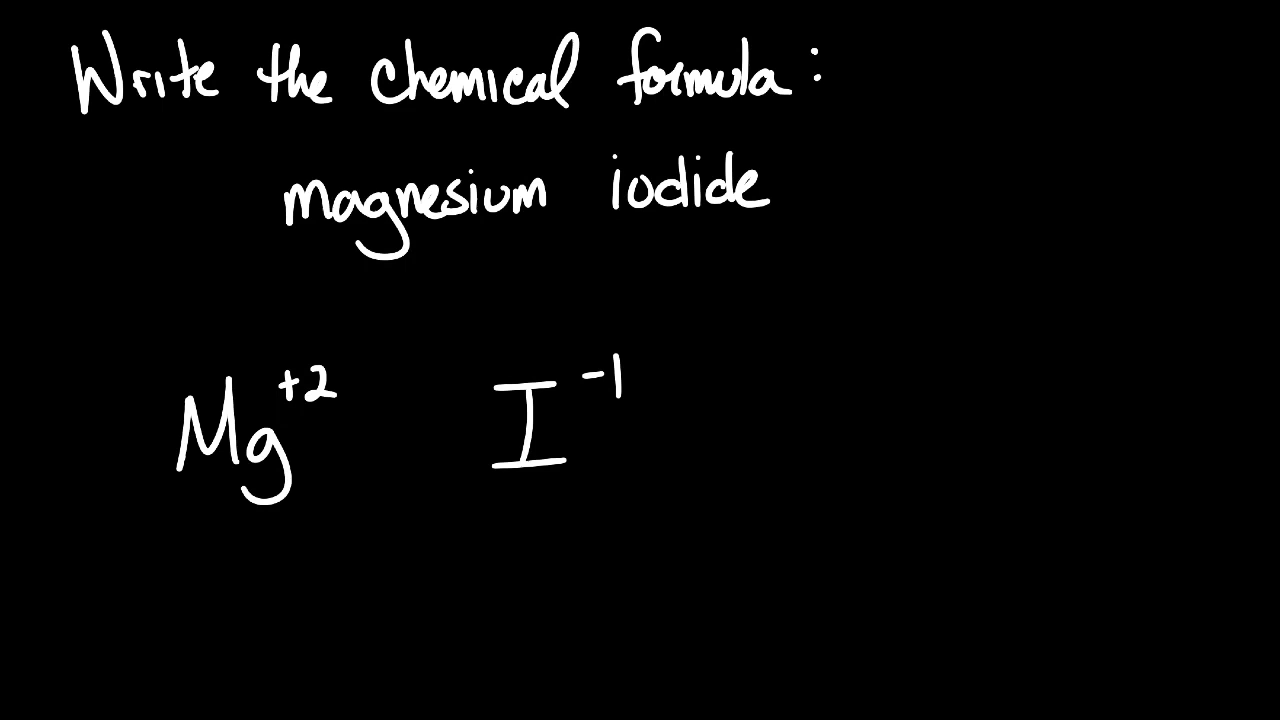 Write the chemical formula:
magnesium iodide
Mg⁺² I⁻¹